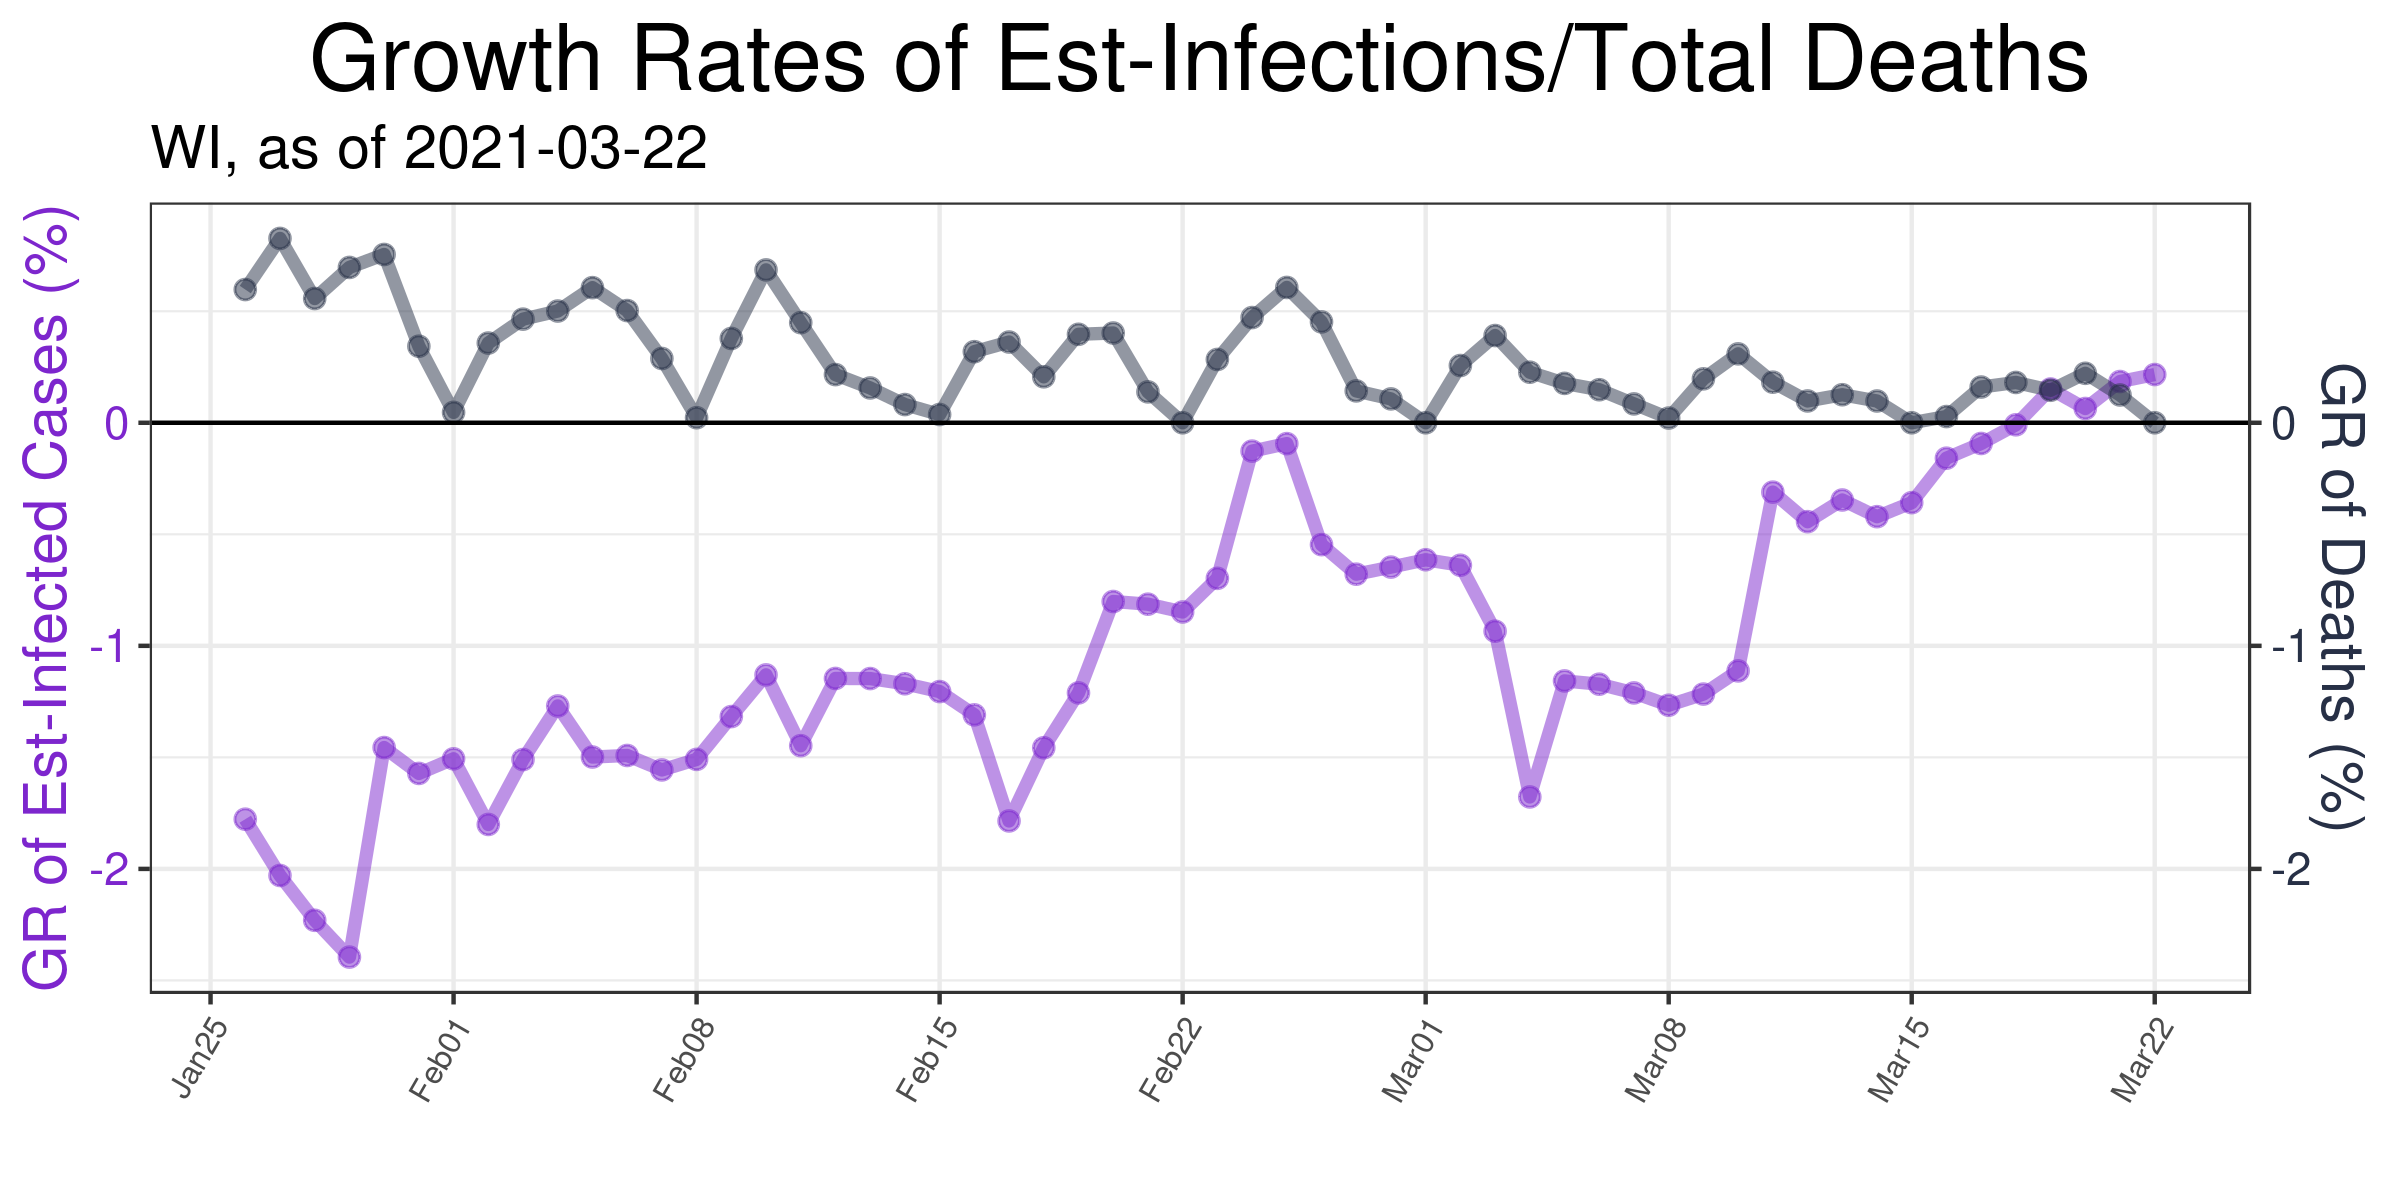 Growth Rates of Est-Infections/Total Deaths
WI, as of 2021-03-22
GR of Est-Infected Cases (%)
0
-1
-2
0
-1
-2
GR of Deaths (%)
Jan25
Feb01
Feb08
Feb15
Feb22
Mar01
Mar08
Mar15
Mar22